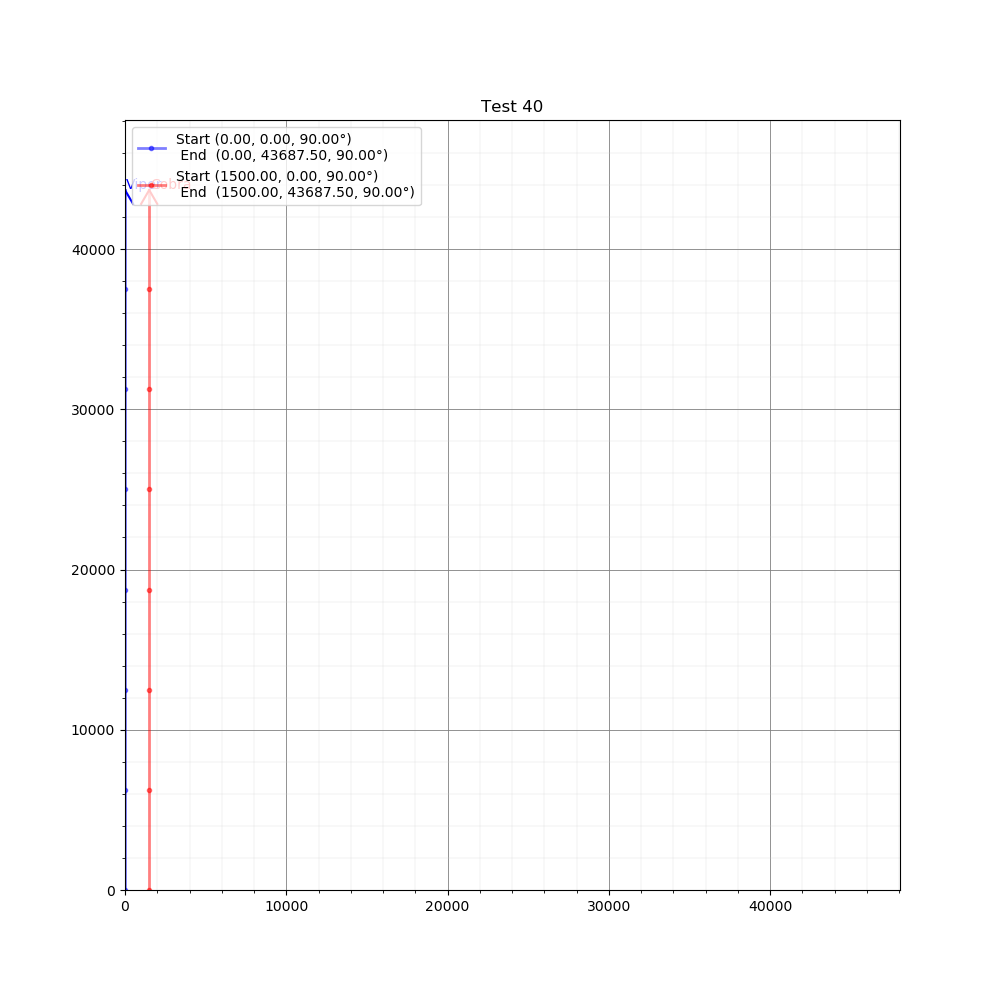 Test 40
Start (0.00, 0.00, 90.00°)
End (0.00, 43687.50, 90.00°)
Start (1500.00, 0.00, 90.00°)
End (1500.00, 43687.50, 90.00°)
40000
30000
20000
10000
0
0 10000 20000 30000 40000